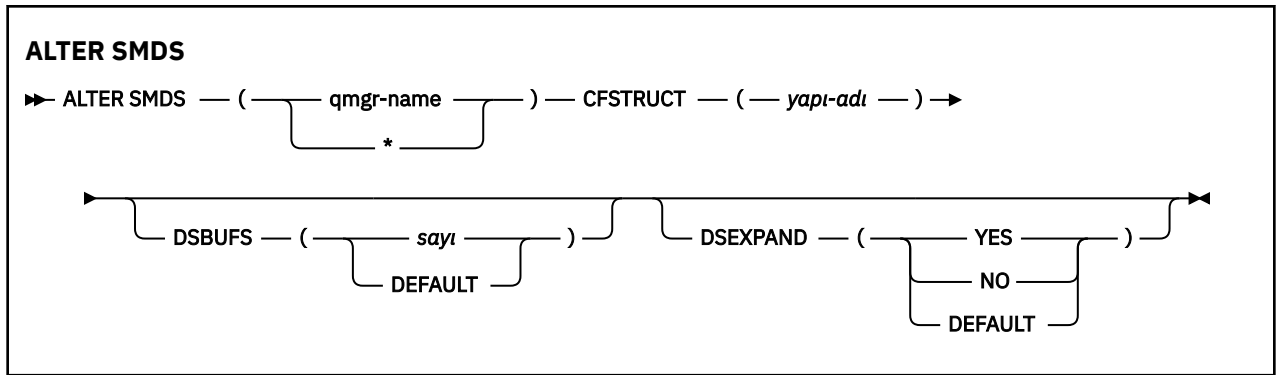 ALTER SMDS
ALTER SMDS ( qmgr-name ) CFSTRUCT ( yapı-adı )
*
DSBUFS ( sayı ) DSEXPAND ( YES )
DEFAULT NO
DEFAULT